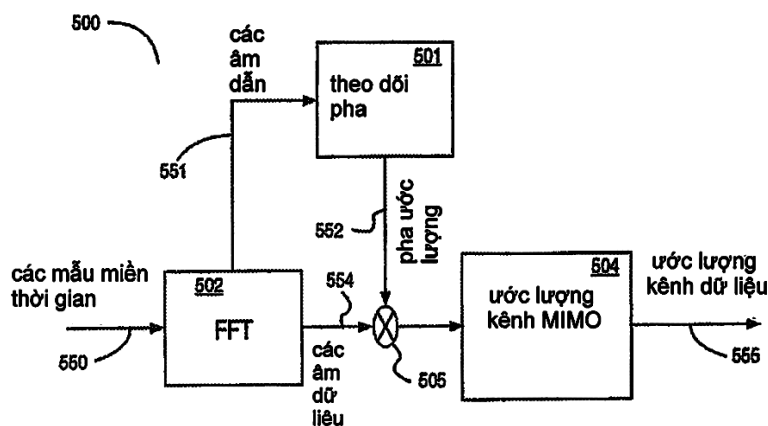 500
các
âm
dẫn
501
theo dõi
pha
551
552
pha ước
lượng
các mẫu miền
thời gian
502
FFT
554
504
ước lượng
kênh MIMO
ước lượng
kênh dữ liệu
550
các
âm
dữ
liệu
505
556